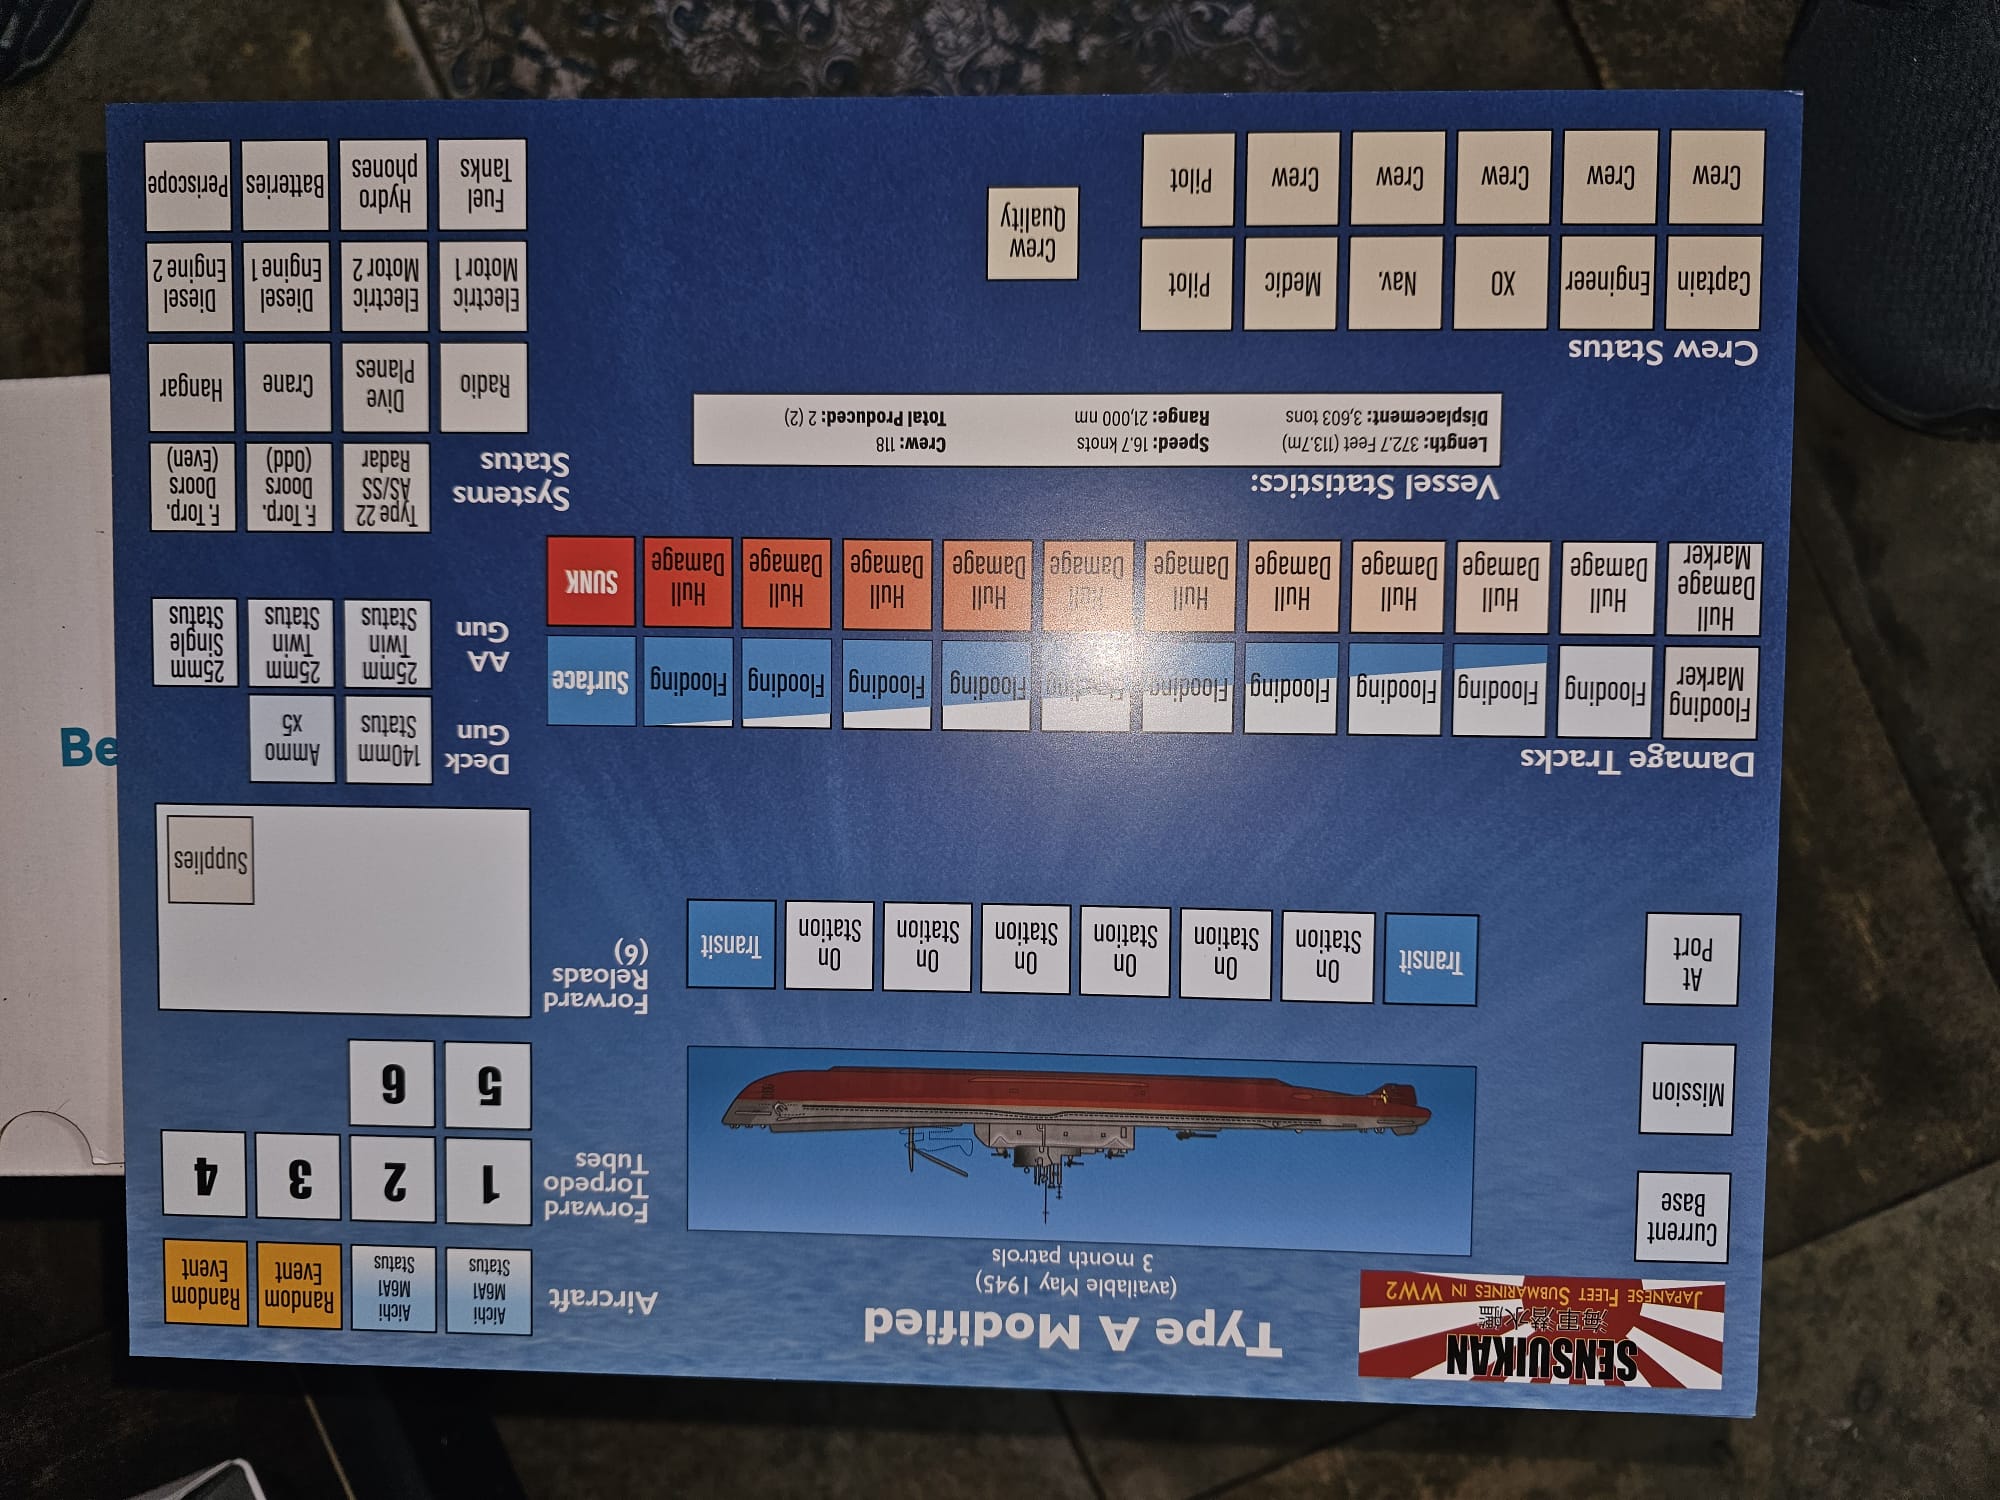 SENSUIKAN
海軍潜水艦
Japanese Fleet Submarines in WW2
Type A Modified
(available May 1945)
3 month patrols
Aircraft
Aichi
M6A1
Status
Aichi
M6A1
Status
Random
Event
Random
Event
Current
Base
Mission
At
Port
Forward
Torpedo
Tubes
1
2
3
4
5
6
Transit
On
Station
On
Station
On
Station
On
Station
On
Station
On
Station
Transit
Forward
Reloads
(6)
Supplies
Damage Tracks
Flooding
Marker
Flooding
Flooding
Flooding
Flooding
Flooding
Flooding
Flooding
Flooding
Flooding
Flooding
Surface
Hull
Damage
Marker
Hull
Damage
Hull
Damage
Hull
Damage
Hull
Damage
Hull
Damage
Hull
Damage
Hull
Damage
Hull
Damage
Hull
Damage
Hull
Damage
SUNK
Deck
Gun
140mm
Status
Ammo
x5
AA
Gun
25mm
Twin
Status
25mm
Twin
Status
25mm
Single
Status
Vessel Statistics:
Length: 372.7 Feet (113.7m) Speed: 16.7 knots Crew: 118
Displacement: 3,603 tons Range: 21,000 nm Total Produced: 2 (2)
Systems
Status
Type 22
AS/SS
Radar
F. Torp.
Doors
(Odd)
F. Torp.
Doors
(Even)
Radio
Dive
Planes
Crane
Hangar
Electric
Motor 1
Electric
Motor 2
Diesel
Engine 1
Diesel
Engine 2
Fuel
Tanks
Hydro
phones
Batteries
Periscope
Crew Status
Captain
Engineer
XO
Nav.
Medic
Pilot
Crew
Crew
Crew
Crew
Crew
Pilot
Crew
Quality
Be